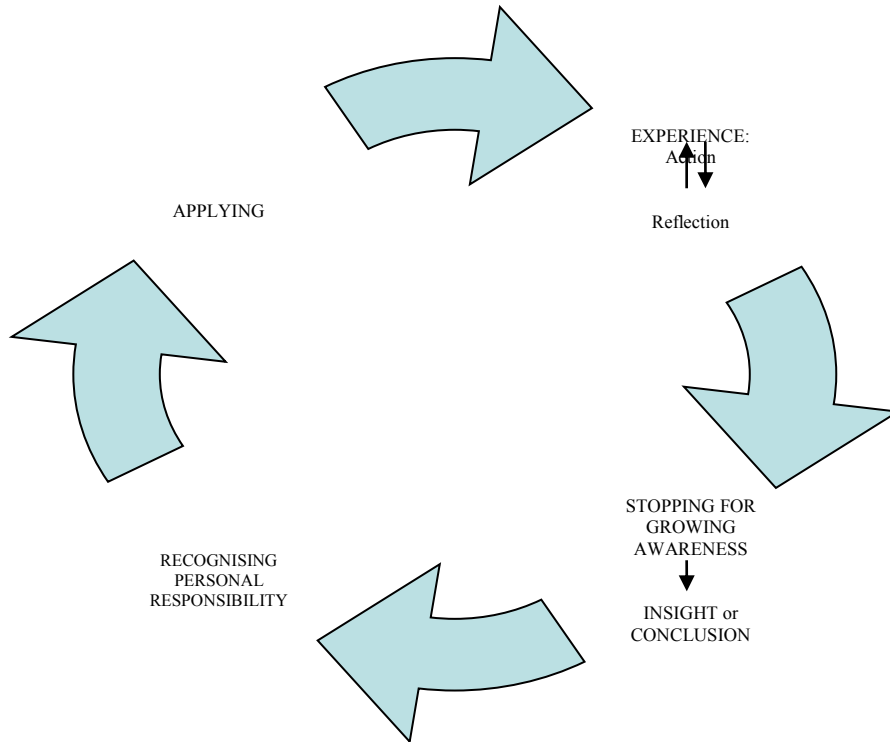 EXPERIENCE:
Action
Reflection
STOPPING FOR
GROWING
AWARENESS
INSIGHT or
CONCLUSION
RECOGNISING
PERSONAL
RESPONSIBILITY
APPLYING